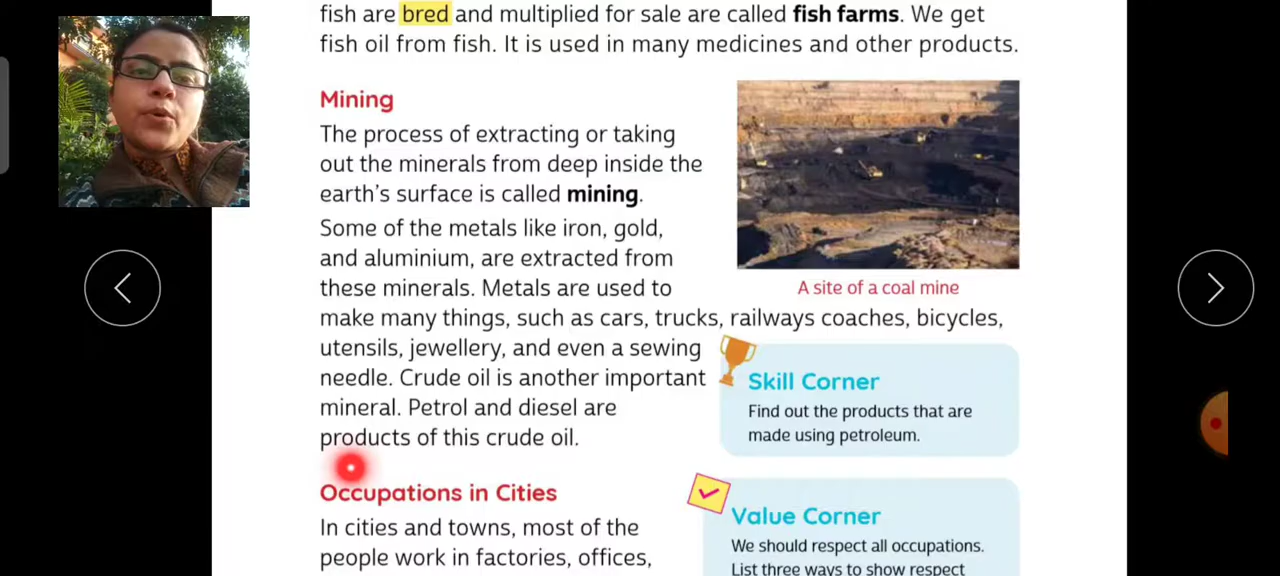 fish are bred and multiplied for sale are called fish farms. We get
fish oil from fish. It is used in many medicines and other products.
Mining
The process of extracting or taking
out the minerals from deep inside the
earth's surface is called mining.
Some of the metals like iron, gold,
and aluminium, are extracted from
these minerals. Metals are used to
make many things, such as cars, trucks, railways coaches, bicycles,
utensils, jewellery, and even a sewing
needle. Crude oil is another important
mineral. Petrol and diesel are
products of this crude oil.
A site of a coal mine
Skill Corner
Find out the products that are
made using petroleum.
Occupations in Cities
In cities and towns, most of the
people work in factories, offices,
Value Corner
We should respect all occupations.
List three ways to show respect